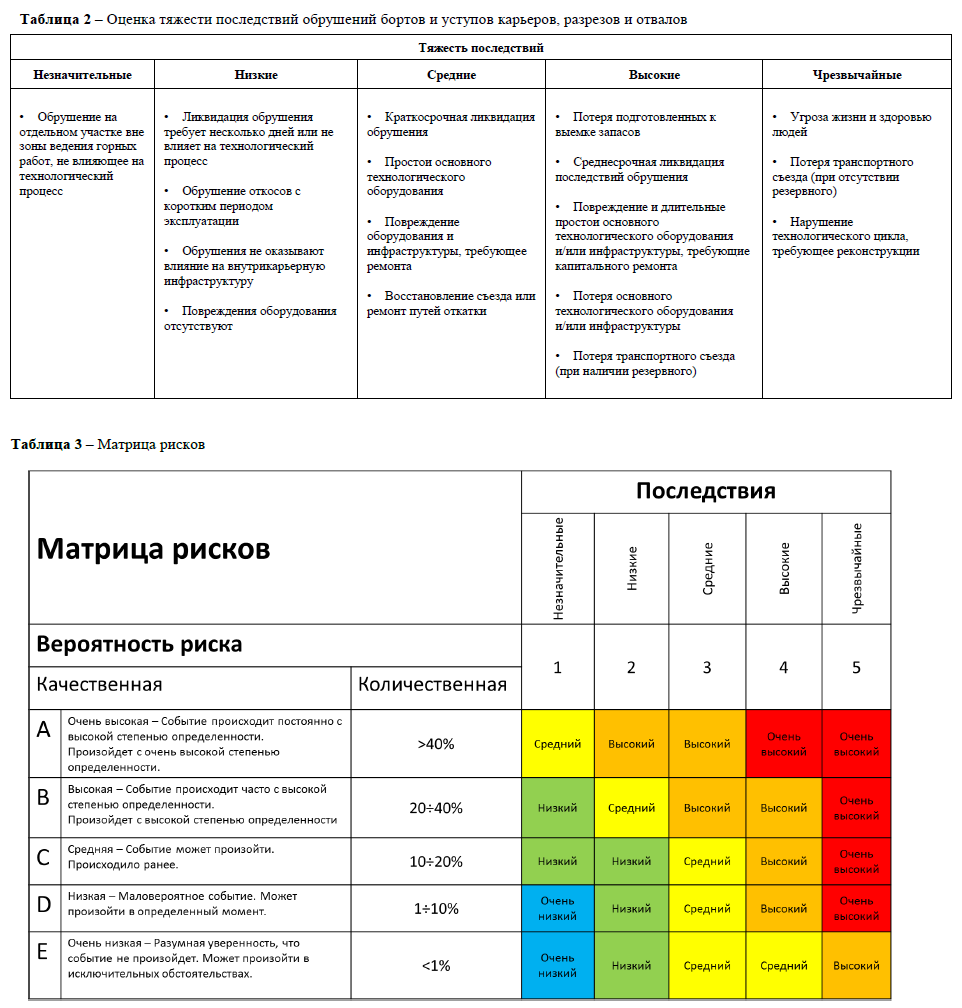 Таблица 2 – Оценка тяжести последствий обрушений бортов и уступов карьеров, разрезов и отвалов
Тяжесть последствий
Незначительные
Низкие
Средние
Высокие
Чрезвычайные
• Обрушение на
отдельном участке вне
зоны ведения горных
работ, не влияющее на
технологический
процесс
• Ликвидация обрушения
требует несколько дней или не
влияет на технологический
процесс
• Обрушение откосов с
коротким периодом
эксплуатации
• Обрушения не оказывают
влияние на внутрикарьерную
инфраструктуру
• Повреждения оборудования
отсутствуют
• Краткосрочная ликвидация
обрушения
• Простои основного
технологического
оборудования
• Повреждение
оборудования и
инфраструктуры, требующее
ремонта
• Восстановление съезда или
ремонт путей откатки
• Потеря подготовленных к
выемке запасов
• Среднесрочная ликвидация
последствий обрушения
• Повреждение и длительные
простои основного
технологического оборудования
и/или инфраструктуры, требующие
капитального ремонта
• Потеря основного
технологического оборудования
и/или инфраструктуры
• Потеря транспортного съезда
(при наличии резервного)
• Угроза жизни и здоровью
людей
• Потеря транспортного
съезда (при отсутствии
резервного)
• Нарушение
технологического цикла,
требующее реконструкции
Таблица 3 – Матрица рисков
Матрица рисков
Последствия
Незначительные
Низкие
Средние
Высокие
Чрезвычайные
Вероятность риска
1
2
3
4
5
Качественная
Количественная
A
Очень высокая – Событие происходит постоянно с
высокой степенью определенности.
Произойдет с очень высокой степенью
определенности.
>40%
Средний
Высокий
Высокий
Очень
высокий
Очень
высокий
B
Высокая – Событие происходит часто с высокой
степенью определенности.
Произойдет с высокой степенью определенности
20÷40%
Низкий
Средний
Высокий
Высокий
Очень
высокий
C
Средняя – Событие может произойти.
Происходило ранее.
10÷20%
Низкий
Низкий
Средний
Высокий
Очень
высокий
D
Низкая – Маловероятное событие. Может
произойти в определенный момент.
1÷10%
Очень
низкий
Низкий
Средний
Высокий
Очень
высокий
E
Очень низкая – Разумная уверенность, что
событие не произойдет. Может произойти в
исключительных обстоятельствах.
<1%
Очень
низкий
Низкий
Средний
Средний
Высокий